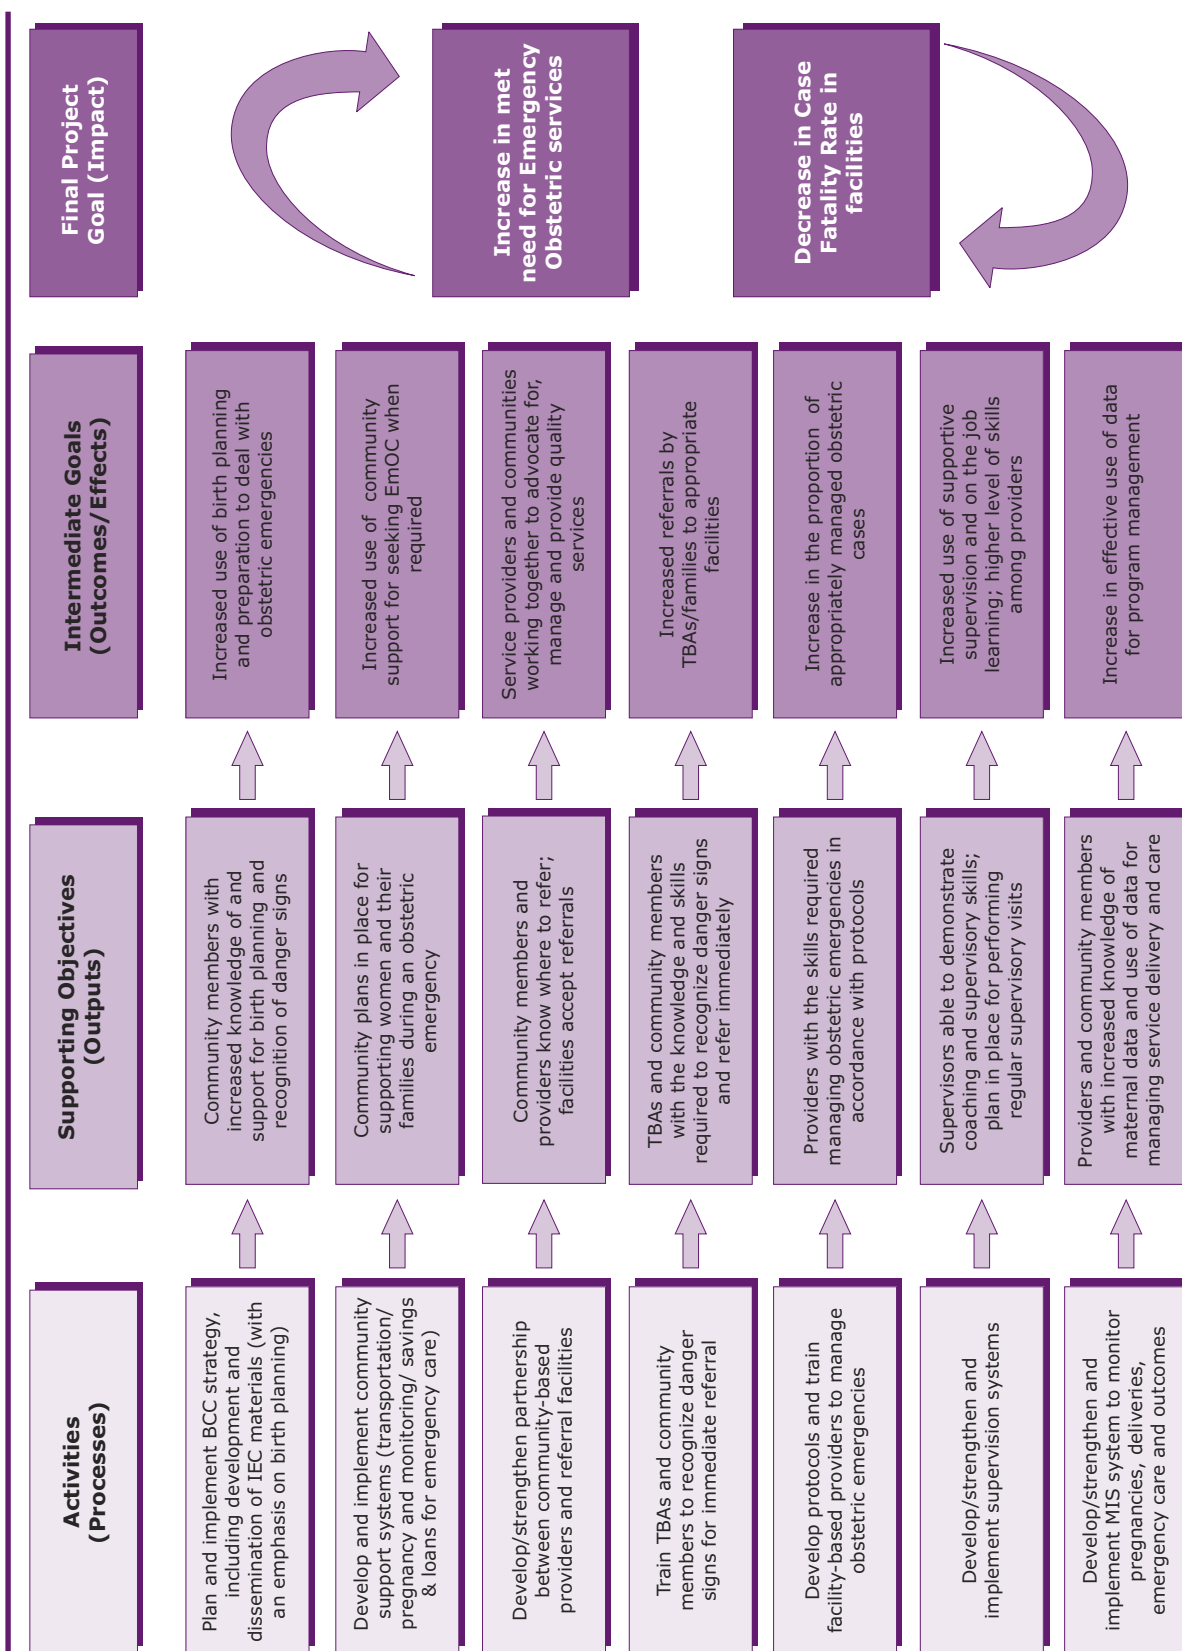 Activities
(Processes)
Supporting Objectives
(Outputs)
Intermediate Goals
(Outcomes/Effects)
Final Project
Goal (Impact)
Plan and implement BCC strategy,
including development and
dissemination of IEC materials (with
an emphasis on birth planning)
Community members with
increased knowledge of and
support for birth planning and
recognition of danger signs
Increased use of birth planning
and preparation to deal with
obstetric emergencies
Develop and implement community
support systems (transportation/
pregnancy and monitoring/ savings
& loans for emergency care)
Community plans in place for
supporting women and their
families during an obstetric
emergency
Increased use of community
support for seeking EmOC when
required
Develop/strengthen partnership
between community-based
providers and referral facilities
Community members and
providers know where to refer;
facilities accept referrals
Service providers and communities
working together to advocate for,
manage and provide quality
services
Train TBAs and community
members to recognize danger
signs for immediate referral
TBAs and community members
with the knowledge and skills
required to recognize danger signs
and refer immediately
Increased referrals by
TBAs/families to appropriate
facilities
Develop protocols and train
facility-based providers to manage
obstetric emergencies
Providers with the skills required
managing obstetric emergencies in
accordance with protocols
Increase in the proportion of
appropriately managed obstetric
cases
Develop/strengthen and
implement supervision systems
Supervisors able to demonstrate
coaching and supervisory skills;
plan in place for performing
regular supervisory visits
Increased use of supportive
supervision and on the job
learning; higher level of skills
among providers
Develop/strengthen and
implement MIS system to monitor
pregnancies, deliveries,
emergency care and outcomes
Providers and community members
with increased knowledge of
maternal data and use of data for
managing service delivery and care
Increase in effective use of data
for program management
Increase in met
need for Emergency
Obstetric services
Decrease in Case
Fatality Rate in
facilities